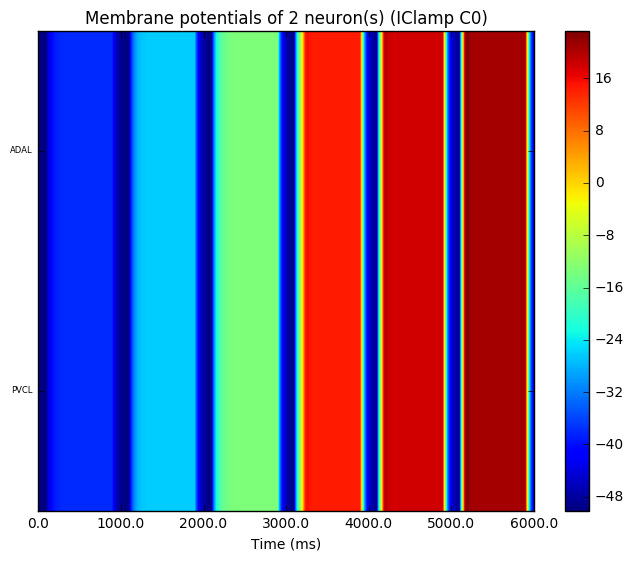 Membrane potentials of 2 neuron(s) (IClamp C0)
ADAL
PVCL
0.0 1000.0 2000.0 3000.0 4000.0 5000.0 6000.0
Time (ms)
16
8
0
−8
−16
−24
−32
−40
−48